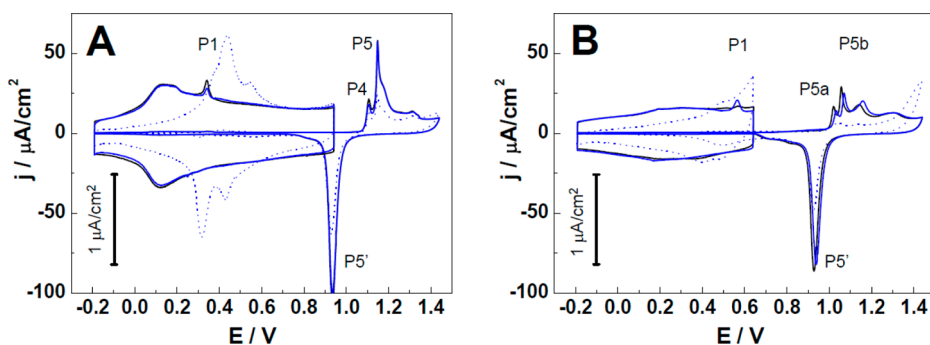 A
B
P1
P5
P4
P5'
1 µA/cm²
j / µA/cm²
50
0
-50
-100
-0.2 0.0 0.2 0.4 0.6 0.8 1.0 1.2 1.4
E / V
P1
P5b
P5a
P5'
1 µA/cm²
j / µA/cm²
50
0
-50
-100
-0.2 0.0 0.2 0.4 0.6 0.8 1.0 1.2 1.4
E / V